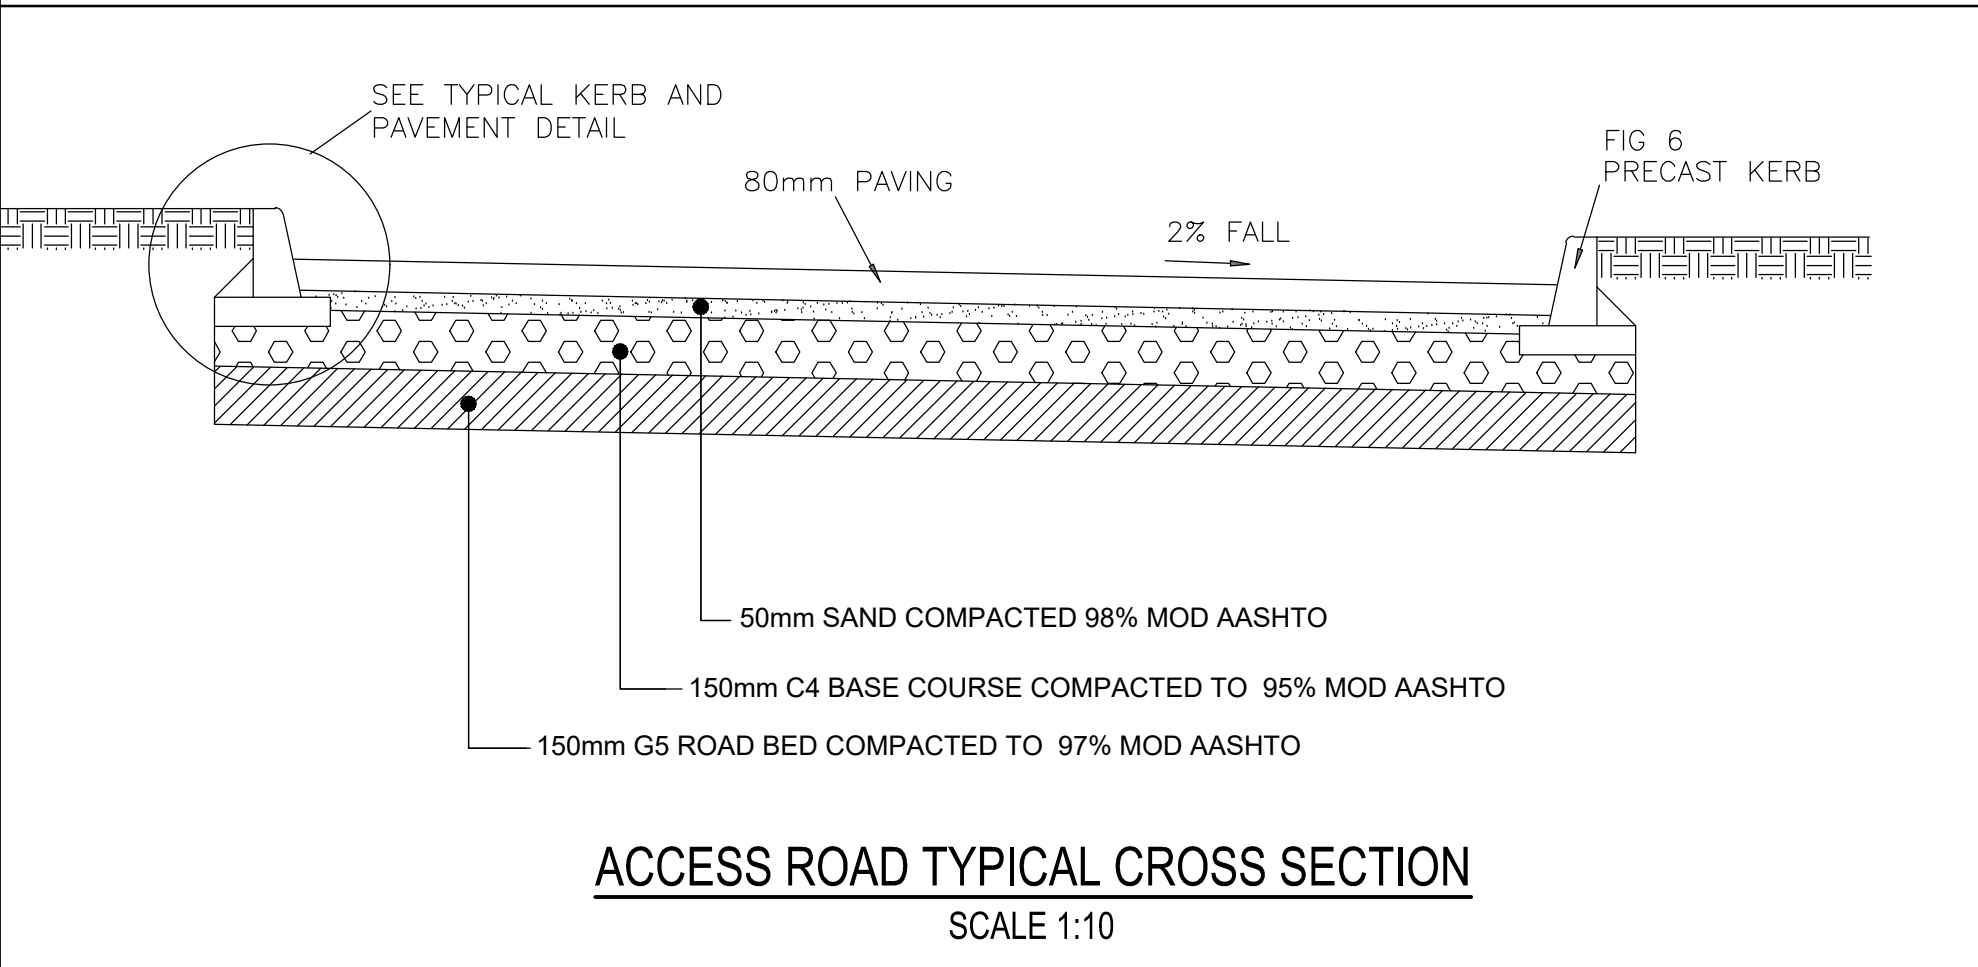 SEE TYPICAL KERB AND
PAVEMENT DETAIL
80mm PAVING
2% FALL
FIG 6
PRECAST KERB
50mm SAND COMPACTED 98% MOD AASHTO
150mm C4 BASE COURSE COMPACTED TO 95% MOD AASHTO
150mm G5 ROAD BED COMPACTED TO 97% MOD AASHTO
ACCESS ROAD TYPICAL CROSS SECTION
SCALE 1:10